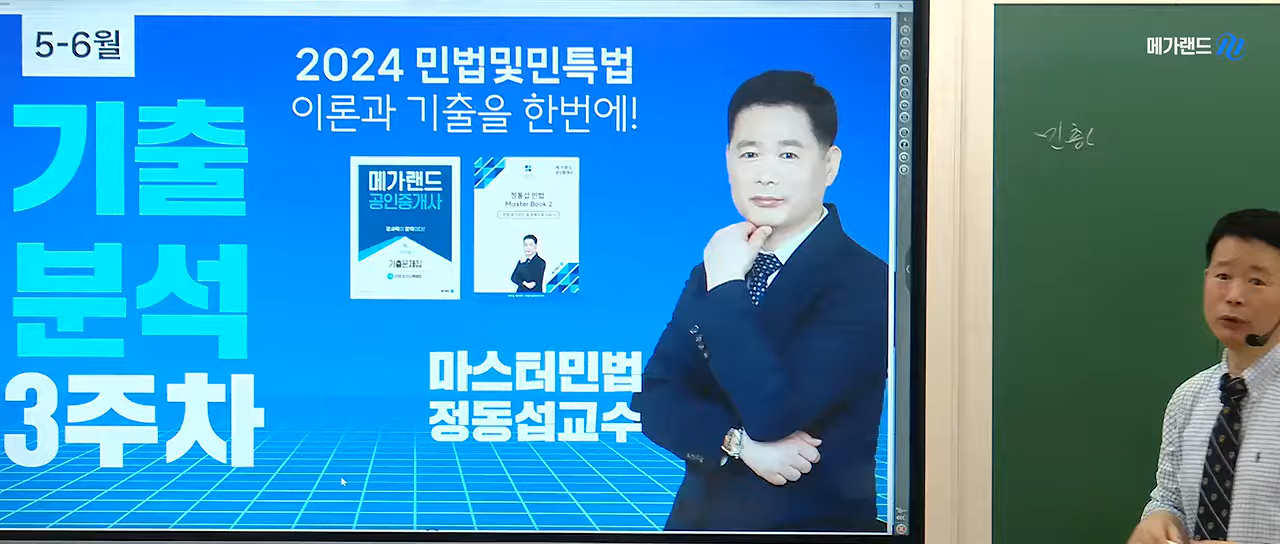 5-6월
기출
분석
3주차
2024 민법및민특법
이론과 기출을 한번에!
메가랜드
공인중개사
기출문제집
정동섭 민법
Master Book 2
마스터민법
정동섭교수
메가랜드
민총